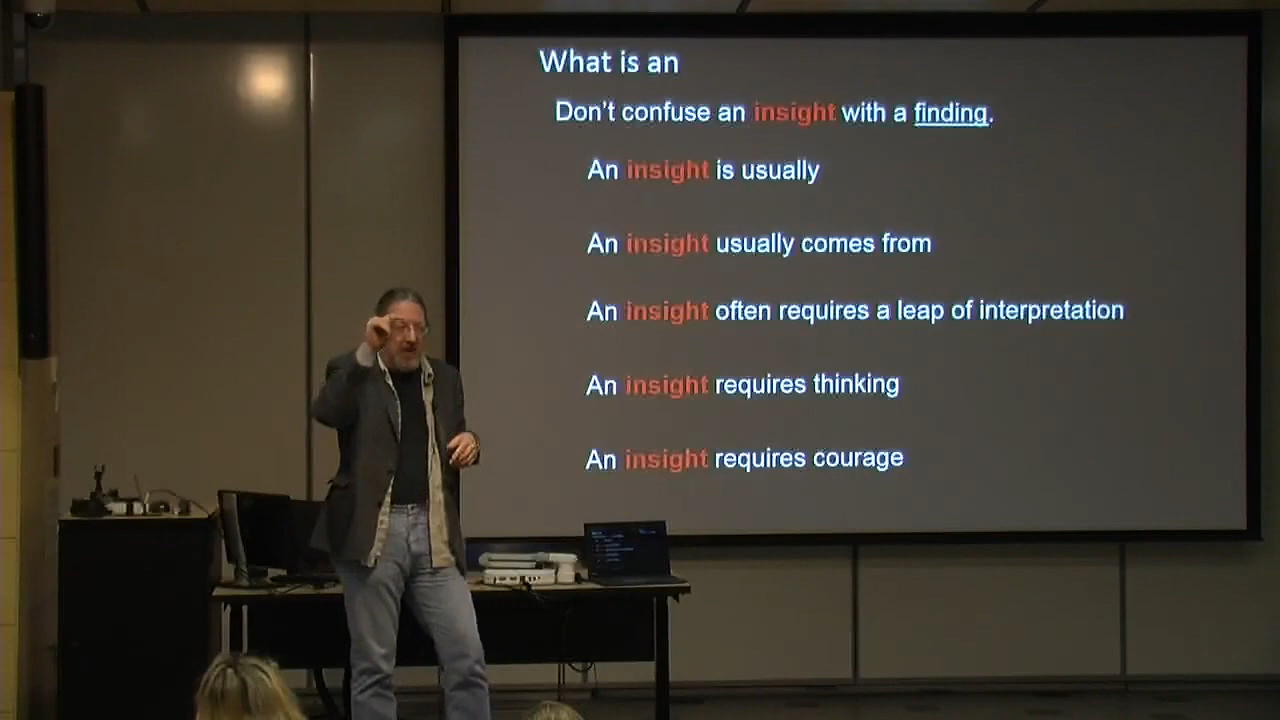 What is an
Don't confuse an insight with a finding.
An insight is usually
An insight usually comes from
An insight often requires a leap of interpretation
An insight requires thinking
An insight requires courage